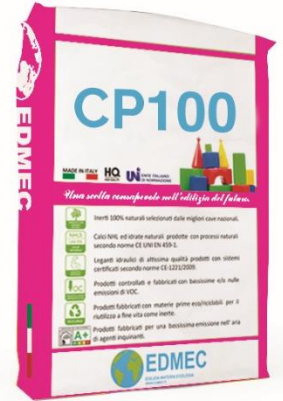 CP100
EDMEC
MADE IN ITALY
HQ
UNI ENTE ITALIANO
DI NORMAZIONE
Una scelta consapevole nell'edilizia del futuro.
Inerti 100% naturali selezionati dalle migliori cave nazionali.
Calci NHL ed idrate naturali prodotte con processi naturali
secondo norme CE UNI EN 459-1.
Leganti idraulici di altissima qualità prodotti con sistemi
certificati secondo norme CE-1221/2009.
Prodotti controllati e fabbricati con bassissime e/o nulle
emissioni di VOC.
Prodotti fabbricati con materie prime eco/riciclabili per il
riutilizzo a fine vita come inerte.
Prodotti fabbricati per una bassissima emissione nell' aria
di agenti inquinanti.
A+
EDMEC